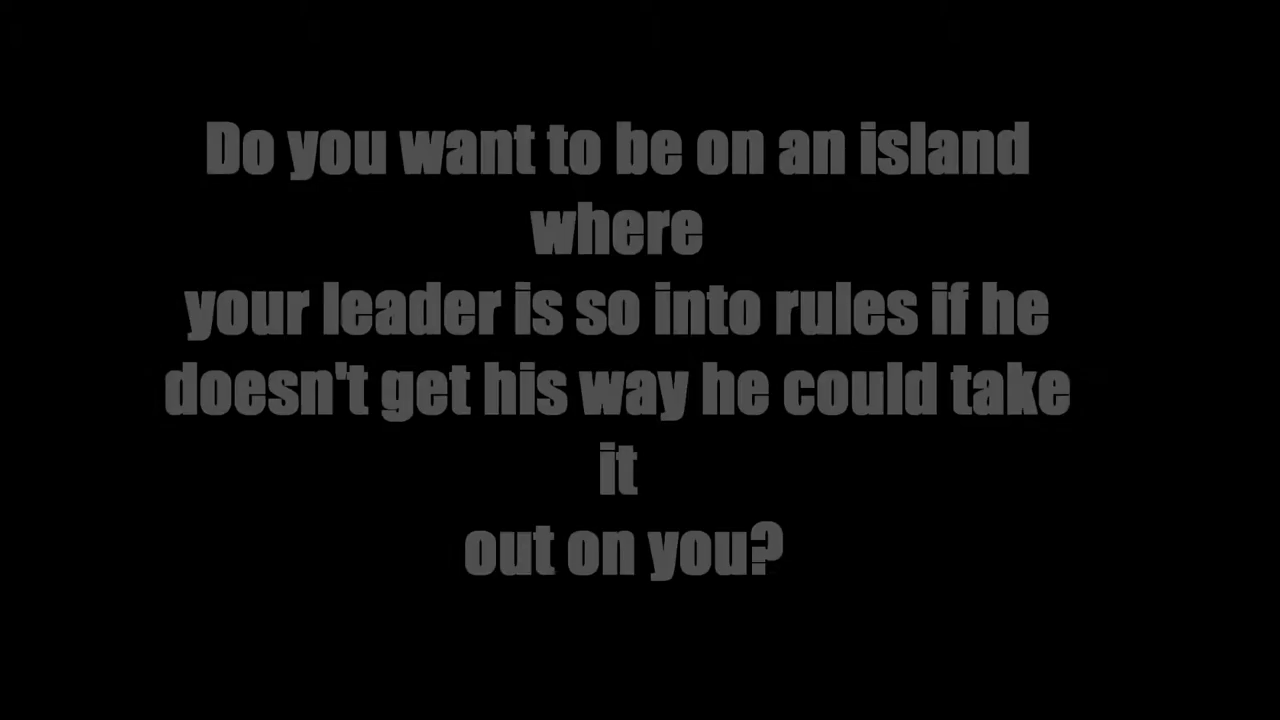 Do you want to be on an island
where
your leader is so into rules if he
doesn't get his way he could take
it
out on you?